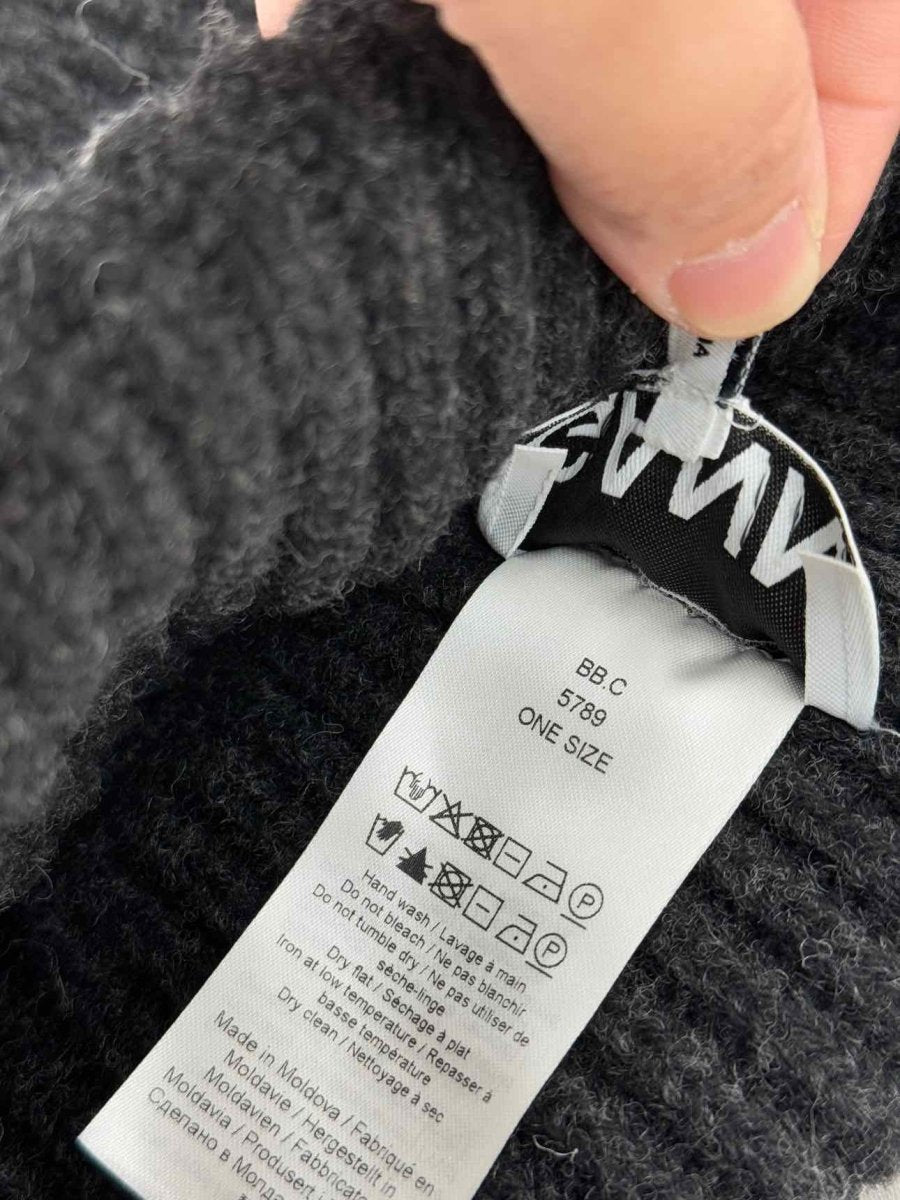 BB.C
5789
ONE SIZE
P
P
Hand wash / Lavage à main
Do not bleach / Ne pas blanchir
Do not tumble dry / Ne pas utiliser de
sèche-linge
Dry flat / Séchage à plat
Iron at low temperature / Repasser à
basse température
Dry clean / Nettoyage à sec
Made in Moldova / Fabriqué en
Moldavie / Hergestellt in
Moldavien / Fabbricato
Moldavia / Produsert
Сделано в